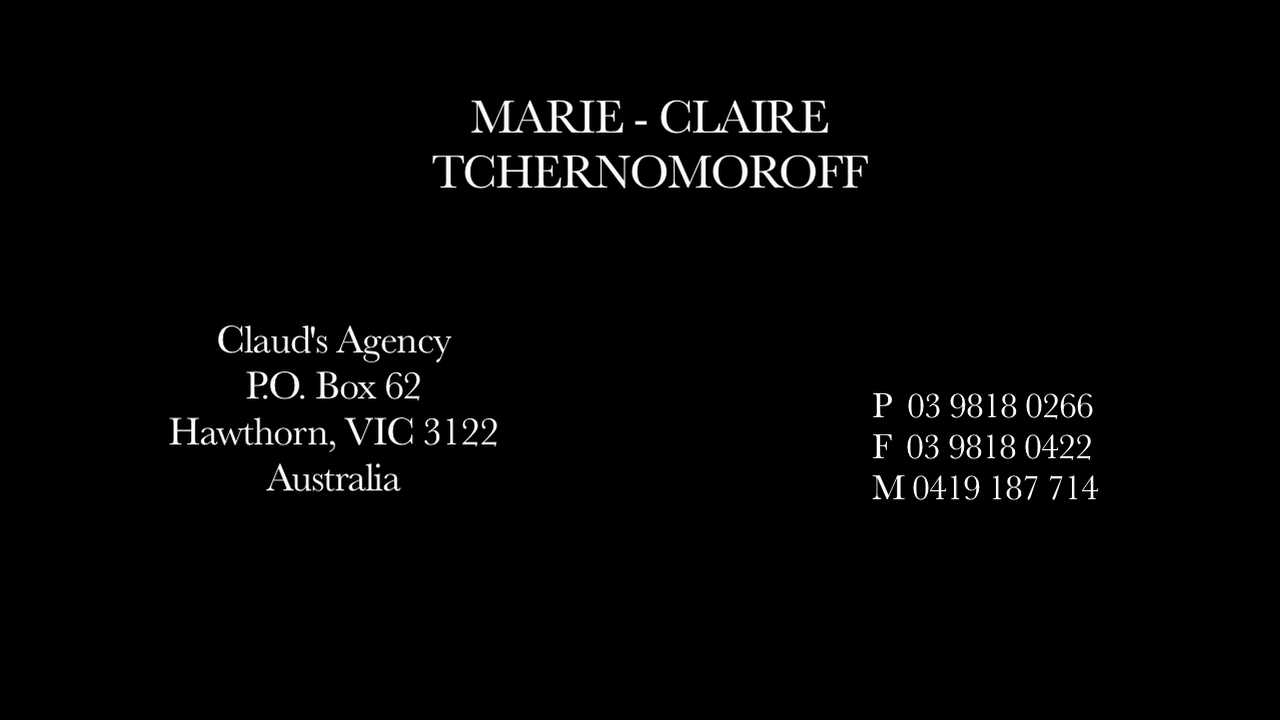 MARIE - CLAIRE
TCHERNOMOROFF
Claud's Agency
P.O. Box 62
Hawthorn, VIC 3122
Australia
P 03 9818 0266
F 03 9818 0422
M 0419 187 714